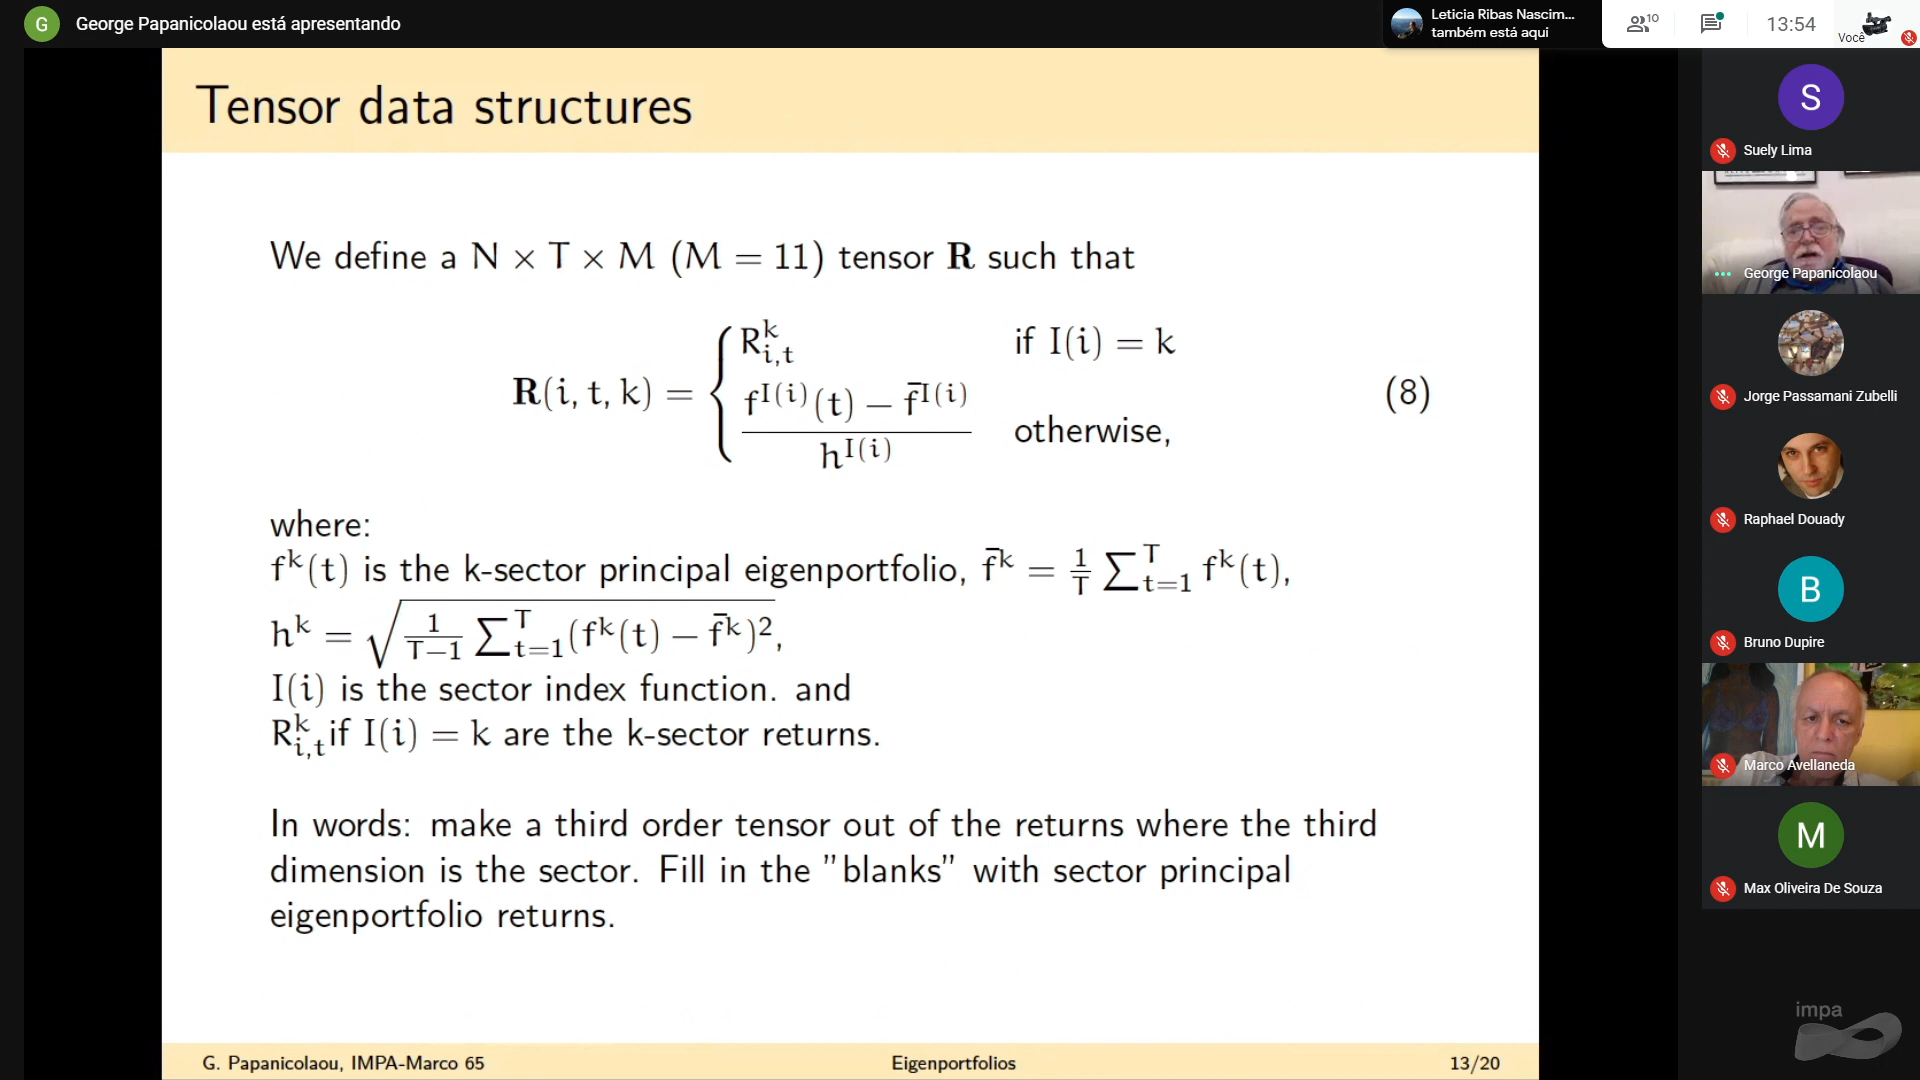 G
George Papanicolaou está apresentando
Leticia Ribas Nascim...
também está aqui
10
13:54
Você
Tensor data structures
We define a N × T × M (M = 11) tensor R such that
R(i, t, k) = { R^k_{i,t} if I(i) = k
(f^{I(i)}(t) − f̄^{I(i)}) / h^{I(i)} otherwise, (8)
where:
f^k(t) is the k-sector principal eigenportfolio, f̄^k = 1/T ∑^T_{t=1} f^k(t),
h^k = √(1/(T−1) ∑^T_{t=1}(f^k(t) − f̄^k)^2),
I(i) is the sector index function. and
R^k_{i,t} if I(i) = k are the k-sector returns.
In words: make a third order tensor out of the returns where the third
dimension is the sector. Fill in the ”blanks” with sector principal
eigenportfolio returns.
G. Papanicolaou, IMPA-Marco 65
Eigenportfolios
13/20
S
Suely Lima
George Papanicolaou
Jorge Passamani Zubelli
Raphael Douady
B
Bruno Dupire
Marco Avellaneda
M
Max Oliveira De Souza
impa